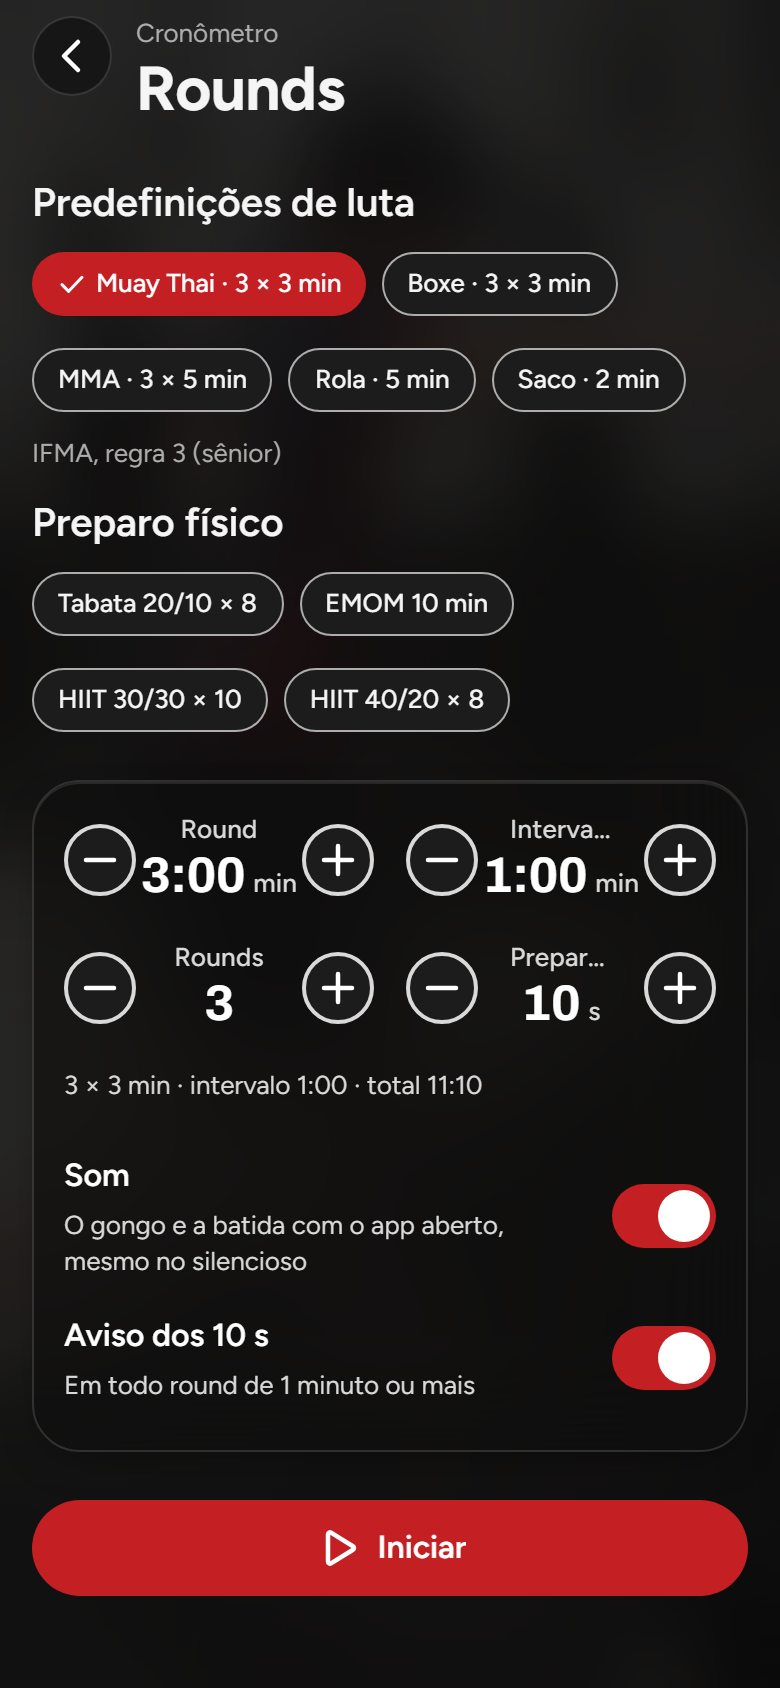 Cronômetro
Rounds
Predefinições de luta
Muay Thai · 3 × 3 min
Boxe · 3 × 3 min
MMA · 3 × 5 min
Rola · 5 min
Saco · 2 min
IFMA, regra 3 (sênior)
Preparo físico
Tabata 20/10 × 8
EMOM 10 min
HIIT 30/30 × 10
HIIT 40/20 × 8
Round
3:00 min
Interva...
1:00 min
Rounds
3
Prepar...
10 s
3 × 3 min · intervalo 1:00 · total 11:10
Som
O gongo e a batida com o app aberto,
mesmo no silencioso
Aviso dos 10 s
Em todo round de 1 minuto ou mais
Iniciar